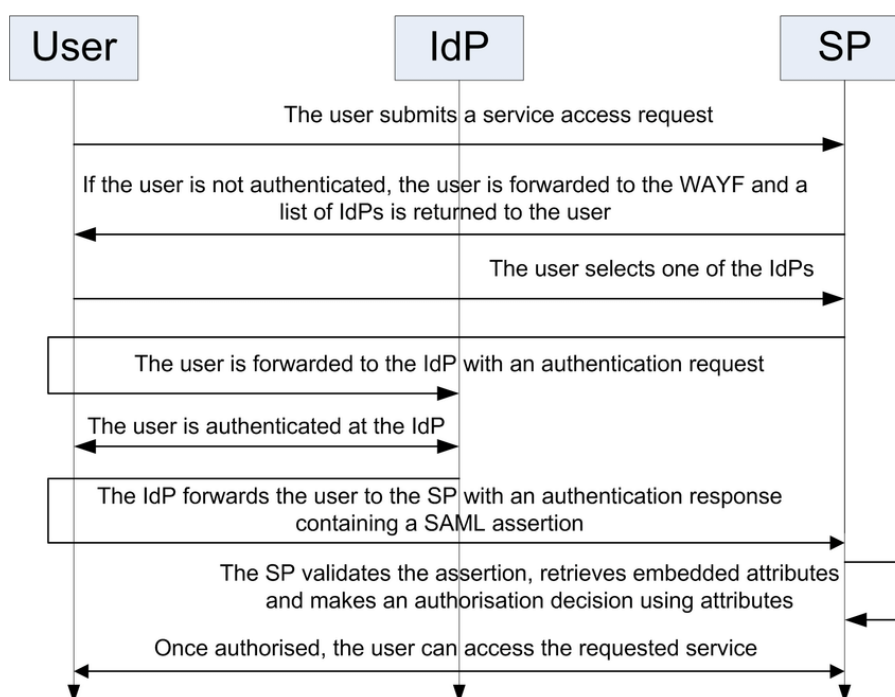 User
IdP
SP
The user submits a service access request
If the user is not authenticated, the user is forwarded to the WAYF and a
list of IdPs is returned to the user
The user selects one of the IdPs
The user is forwarded to the IdP with an authentication request
The user is authenticated at the IdP
The IdP forwards the user to the SP with an authentication response
containing a SAML assertion
The SP validates the assertion, retrieves embedded attributes
and makes an authorisation decision using attributes
Once authorised, the user can access the requested service